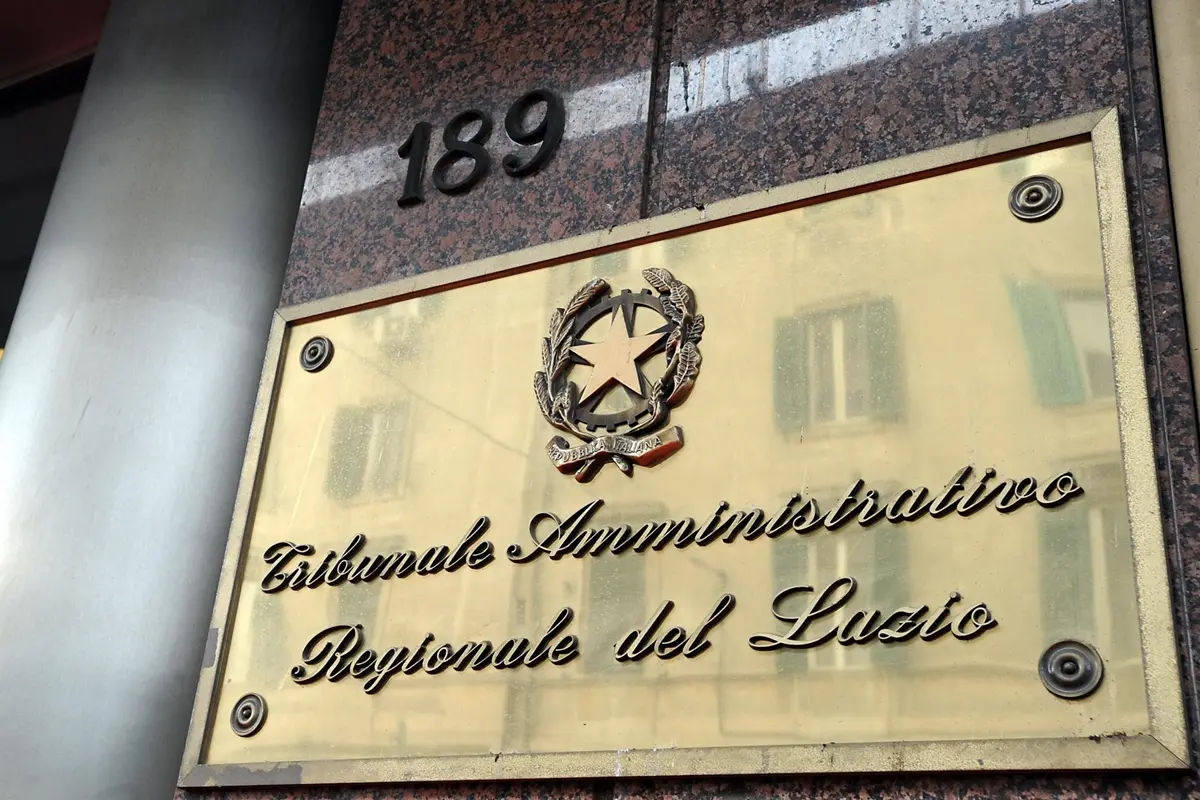 189
REPUBBLICA ITALIANA
Tribunale Amministrativo
Regionale del Lazio